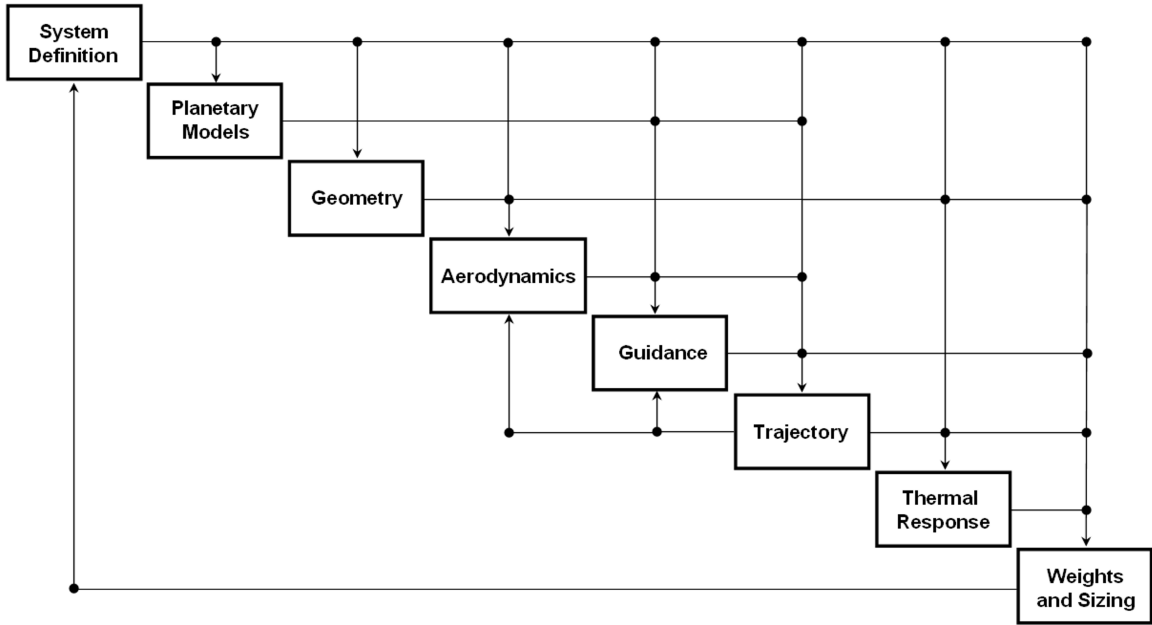 System
Definition
Planetary
Models
Geometry
Aerodynamics
Guidance
Trajectory
Thermal
Response
Weights
and Sizing